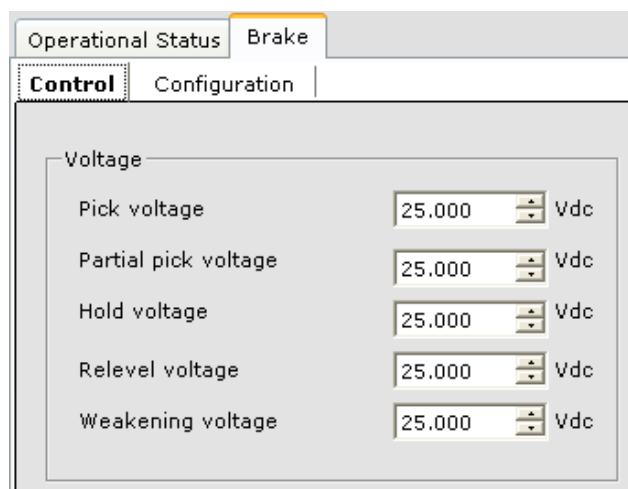 Operational Status Brake
Control Configuration
Voltage
Pick voltage 25.000 Vdc
Partial pick voltage 25.000 Vdc
Hold voltage 25.000 Vdc
Relevel voltage 25.000 Vdc
Weakening voltage 25.000 Vdc